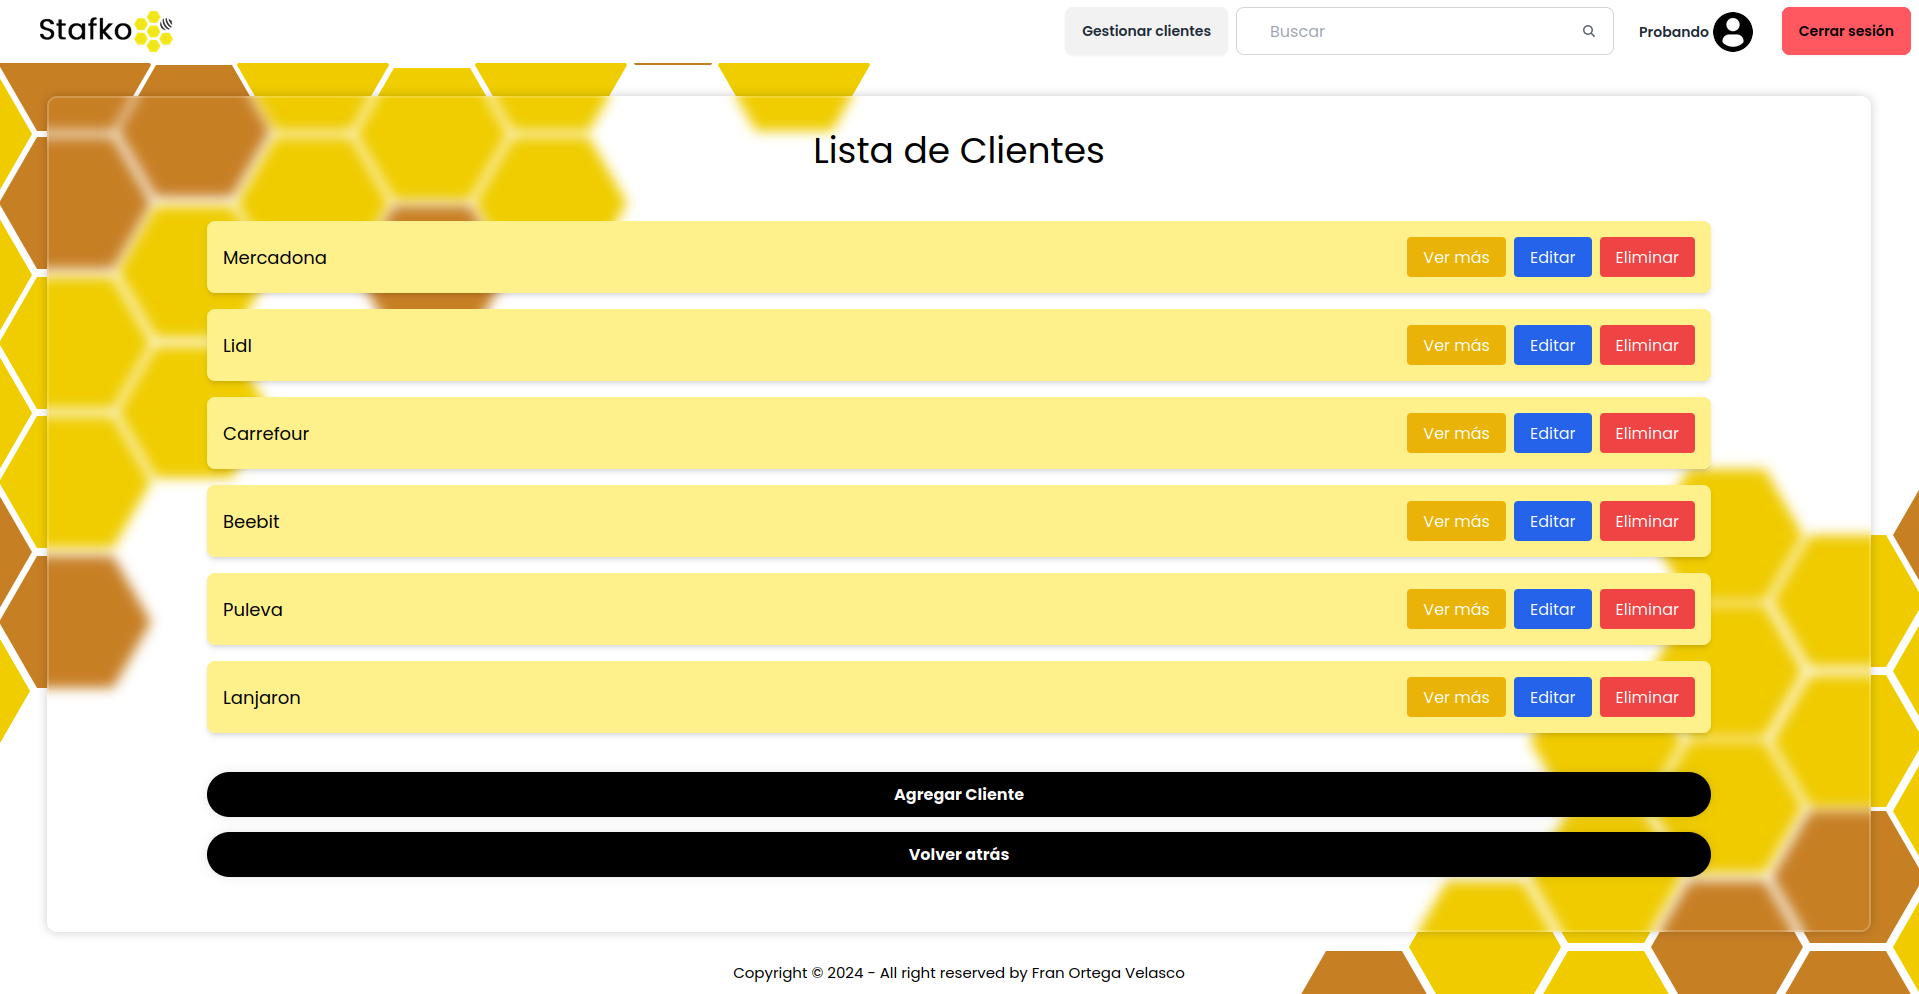 Stafko
Gestionar clientes
Buscar
Probando
Cerrar sesión
Lista de Clientes
Mercadona
Ver más
Editar
Eliminar
Lidl
Ver más
Editar
Eliminar
Carrefour
Ver más
Editar
Eliminar
Beebit
Ver más
Editar
Eliminar
Puleva
Ver más
Editar
Eliminar
Lanjaron
Ver más
Editar
Eliminar
Agregar Cliente
Volver atrás
Copyright © 2024 - All right reserved by Fran Ortega Velasco